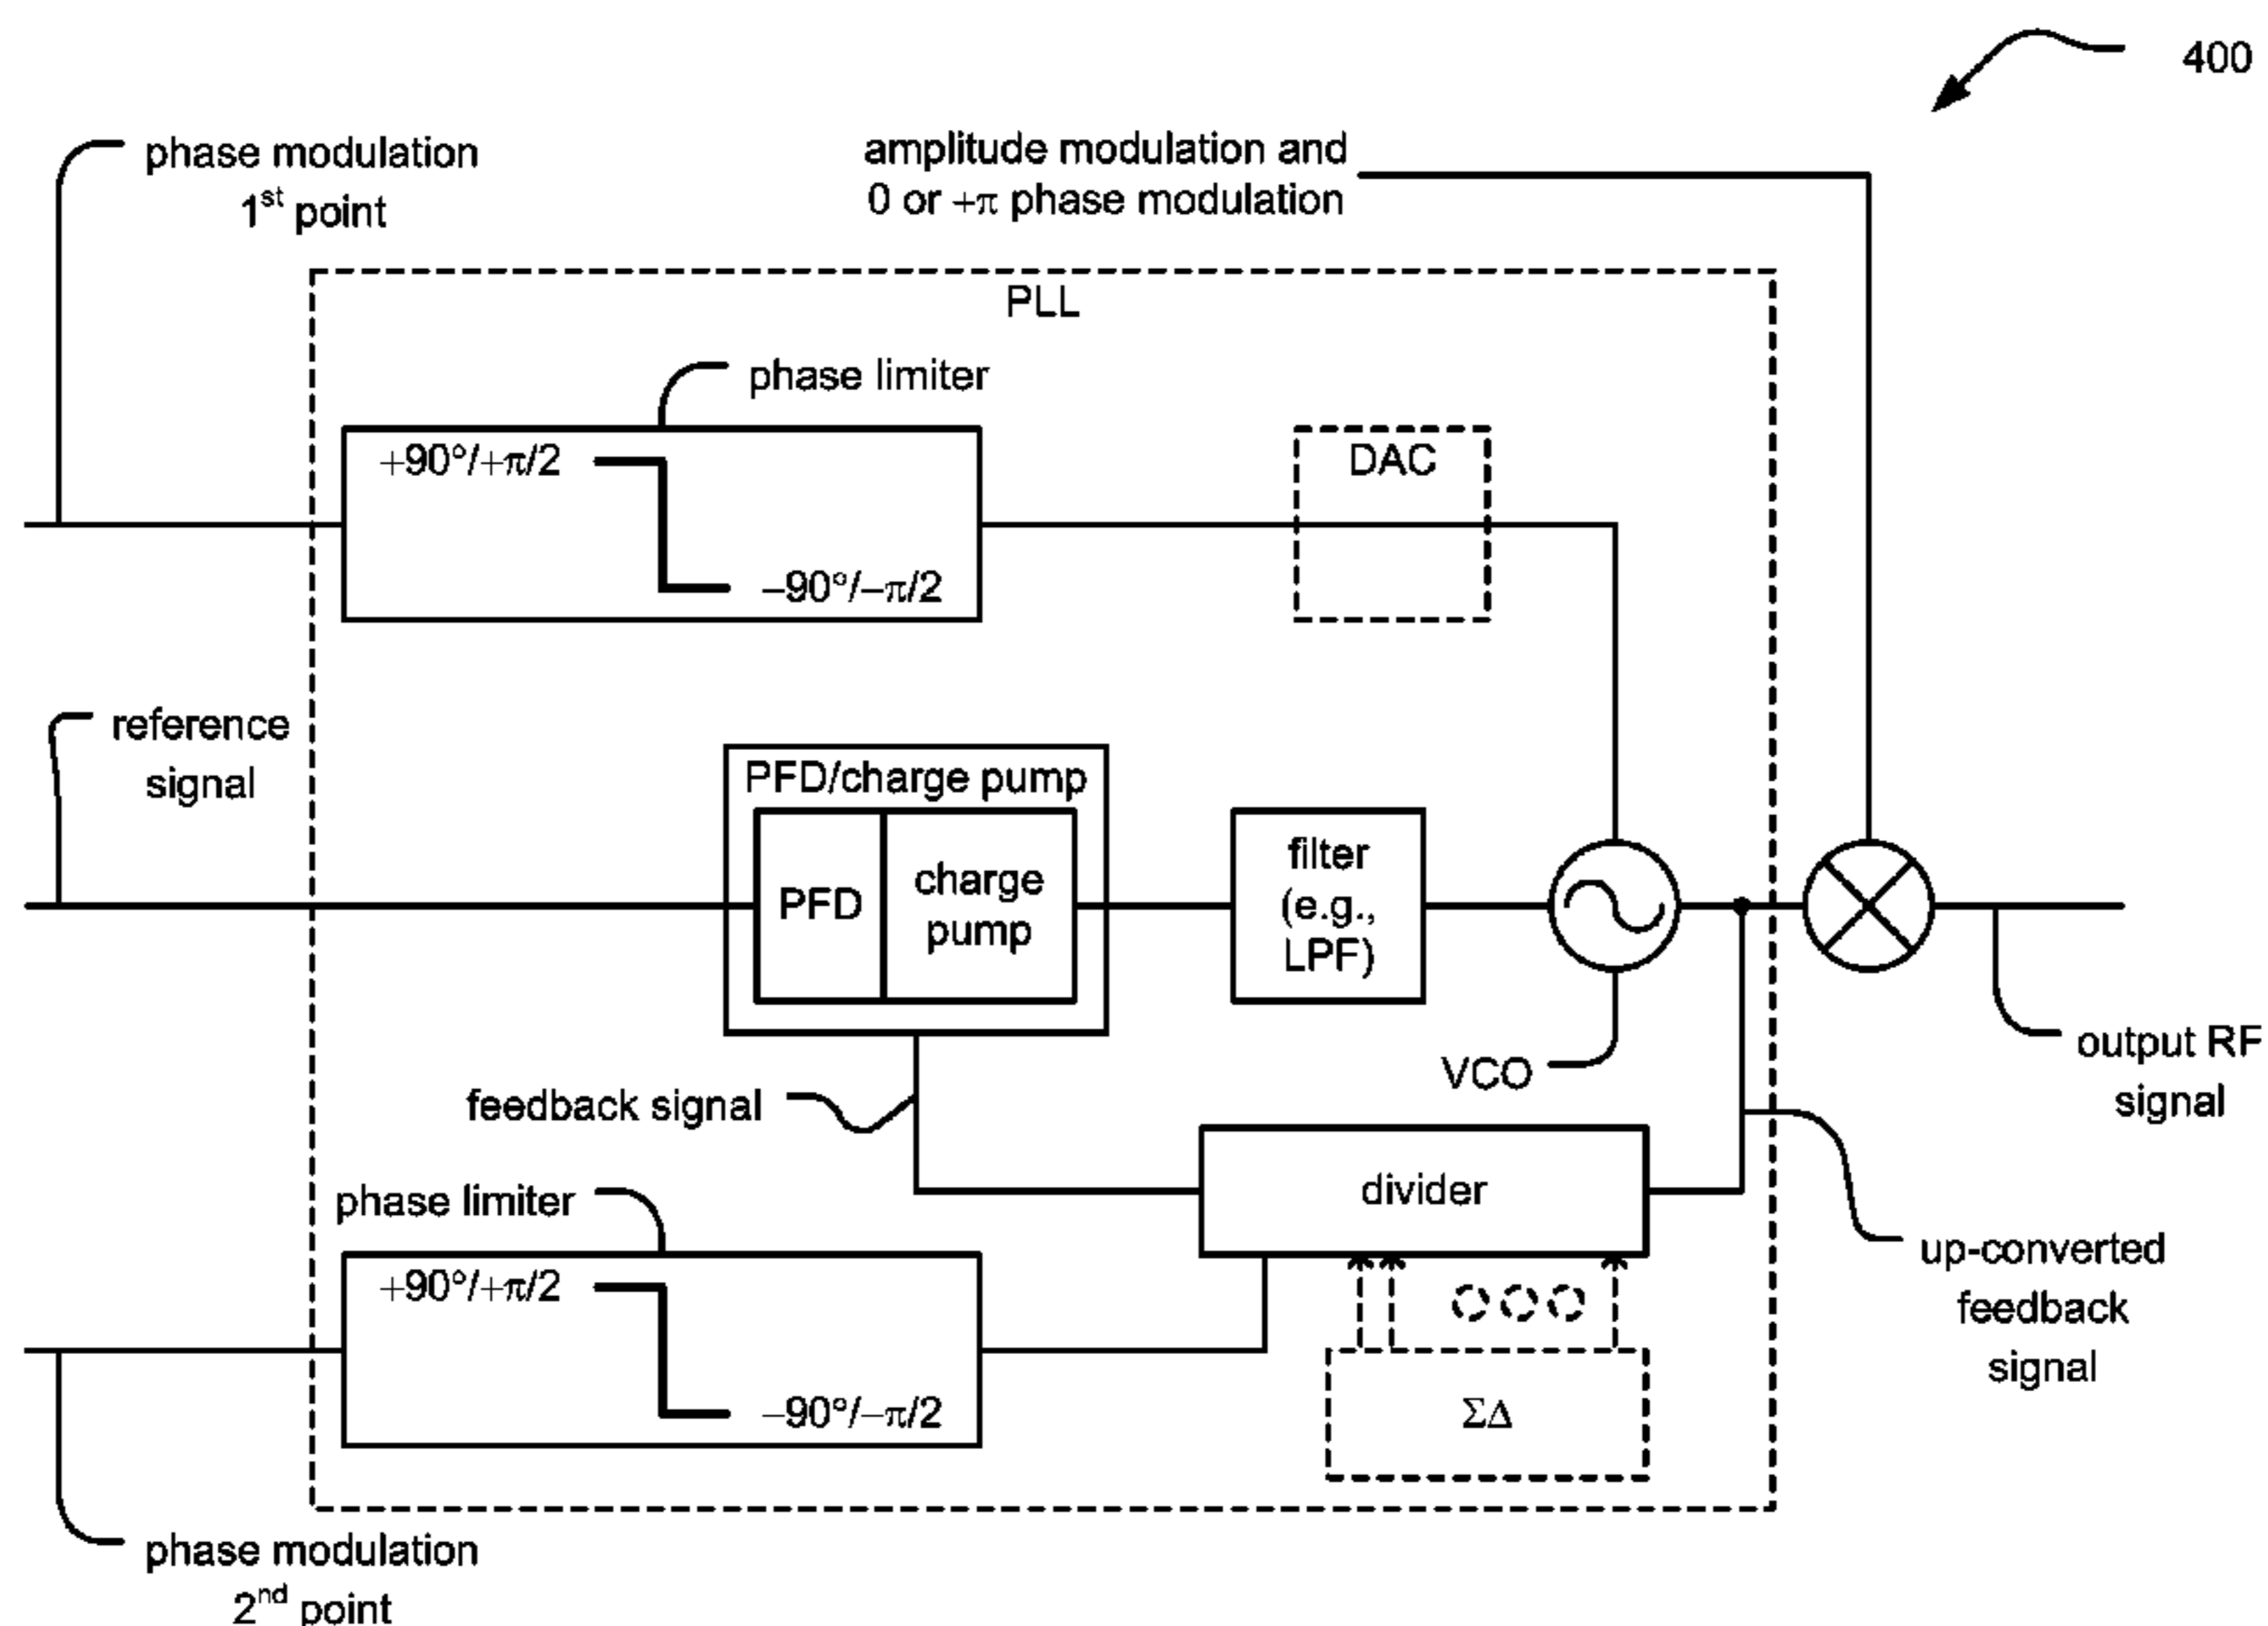 400
phase modulation
1st point
amplitude modulation and
0 or +π phase modulation
PLL
phase limiter
+90°/+π/2
−90°/−π/2
DAC
reference
signal
PFD/charge pump
PFD
charge
pump
filter
(e.g.,
LPF)
VCO
output RF
signal
feedback signal
divider
phase limiter
+90°/+π/2
−90°/−π/2
ΣΔ
up-converted
feedback
signal
phase modulation
2nd point